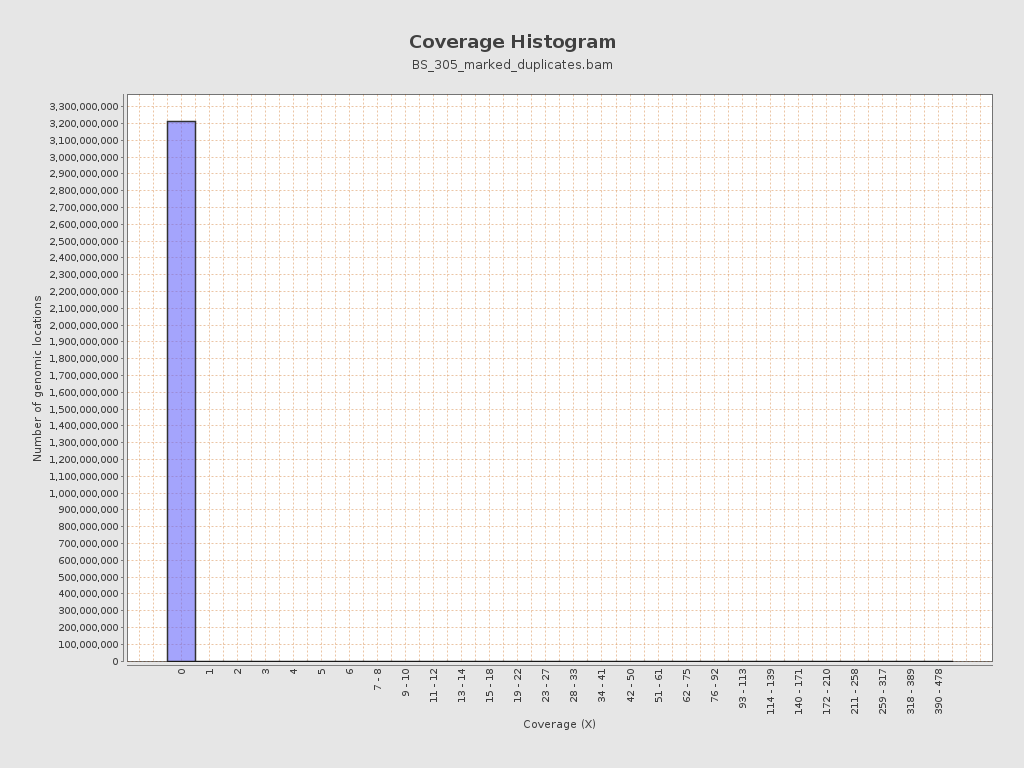 Coverage Histogram
BS_305_marked_duplicates.bam
3,300,000,000
3,200,000,000
3,100,000,000
3,000,000,000
2,900,000,000
2,800,000,000
2,700,000,000
2,600,000,000
2,500,000,000
2,400,000,000
2,300,000,000
2,200,000,000
2,100,000,000
2,000,000,000
1,900,000,000
1,800,000,000
1,700,000,000
1,600,000,000
1,500,000,000
1,400,000,000
1,300,000,000
1,200,000,000
1,100,000,000
1,000,000,000
900,000,000
800,000,000
700,000,000
600,000,000
500,000,000
400,000,000
300,000,000
200,000,000
100,000,000
0
Number of genomic locations
0
1
2
3
4
5
6
7 - 8
9 - 10
11 - 12
13 - 14
15 - 18
19 - 22
23 - 27
28 - 33
34 - 41
42 - 50
51 - 61
62 - 75
76 - 92
93 - 113
114 - 139
140 - 171
172 - 210
211 - 258
259 - 317
318 - 389
390 - 478
Coverage (X)